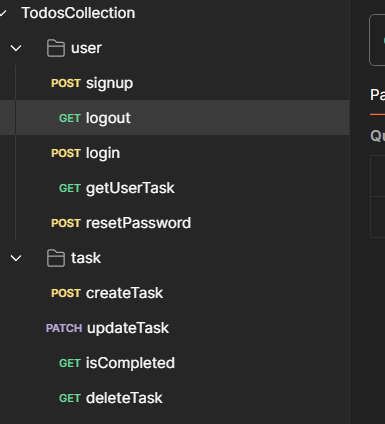 TodosCollection
user
POST signup
GET logout
Pa
POST login
Qu
GET getUserTask
POST resetPassword
task
POST createTask
PATCH updateTask
GET isCompleted
GET deleteTask